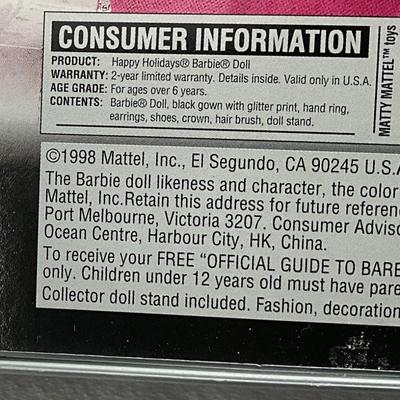 CONSUMER INFORMATION
PRODUCT: Happy Holidays® Barbie® Doll
WARRANTY: 2-year limited warranty. Details inside. Valid only in U.S.A.
AGE GRADE: For ages over 6 years.
CONTENTS: Barbie® Doll, black gown with glitter print, hand ring,
earrings, shoes, crown, hair brush, doll stand.
MATTY MATTEL™ toys
©1998 Mattel, Inc., El Segundo, CA 90245 U.S.A
The Barbie doll likeness and character, the color
Mattel, Inc.Retain this address for future referen
Port Melbourne, Victoria 3207. Consumer Adviso
Ocean Centre, Harbour City, HK, China.
To receive your FREE “OFFICIAL GUIDE TO BARB
only. Children under 12 years old must have pare
Collector doll stand included. Fashion, decoration